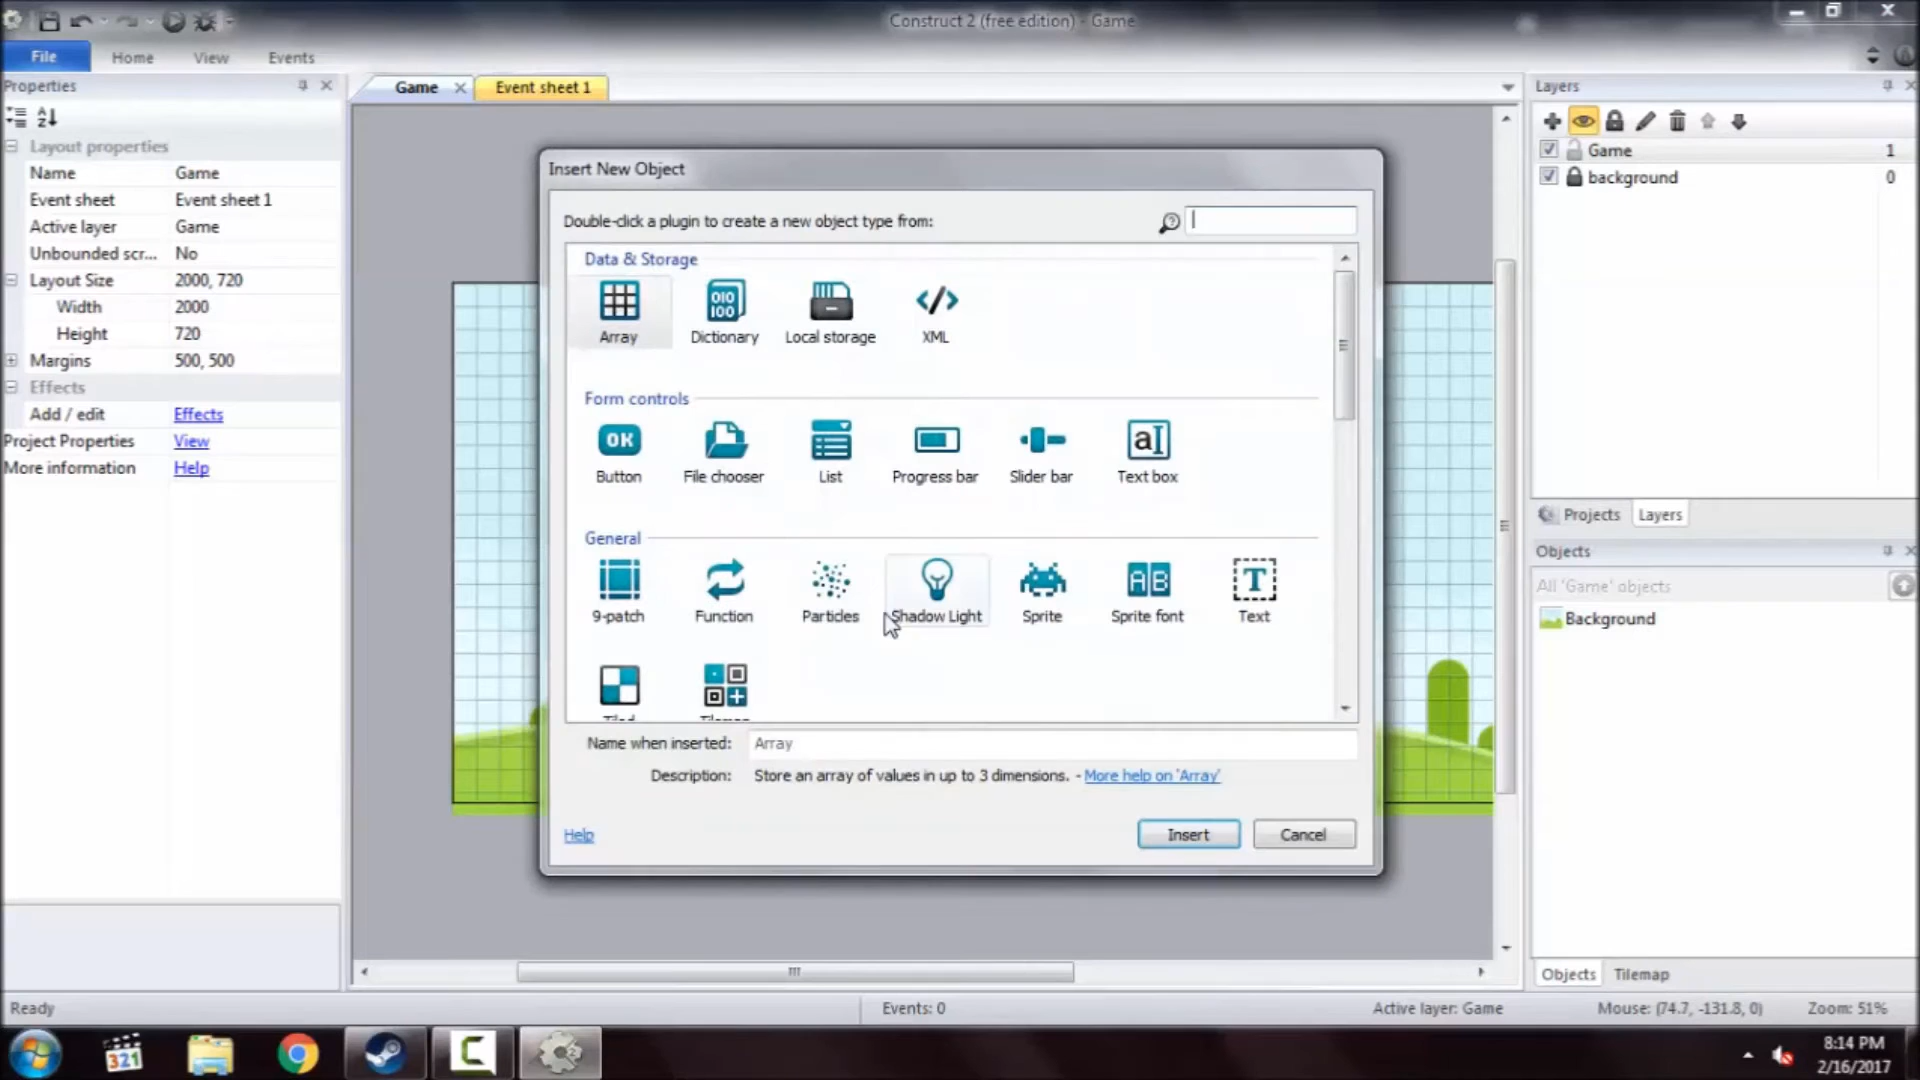 Construct 2 (free edition) - Game
File
Home
View
Events
Properties
Layout properties
Name
Game
Event sheet
Event sheet 1
Active layer
Game
Unbounded scr...
No
Layout Size
2000, 720
Width
2000
Height
720
Margins
500, 500
Effects
Add / edit
Effects
Project Properties
View
More information
Help
Game
Event sheet 1
Insert New Object
Double-click a plugin to create a new object type from:
Data & Storage
Array
Dictionary
Local storage
XML
Form controls
Button
File chooser
List
Progress bar
Slider bar
Text box
General
9-patch
Function
Particles
Shadow Light
Sprite
Sprite font
Text
Name when inserted:
Array
Description:
Store an array of values in up to 3 dimensions. - More help on 'Array'
Help
Insert
Cancel
Layers
Game
1
background
0
Projects
Layers
Objects
All 'Game' objects
Background
Objects
Tilemap
Ready
Events: 0
Active layer: Game
Mouse: (74.7, -131.8, 0)
Zoom: 51%
8:14 PM
2/16/2017